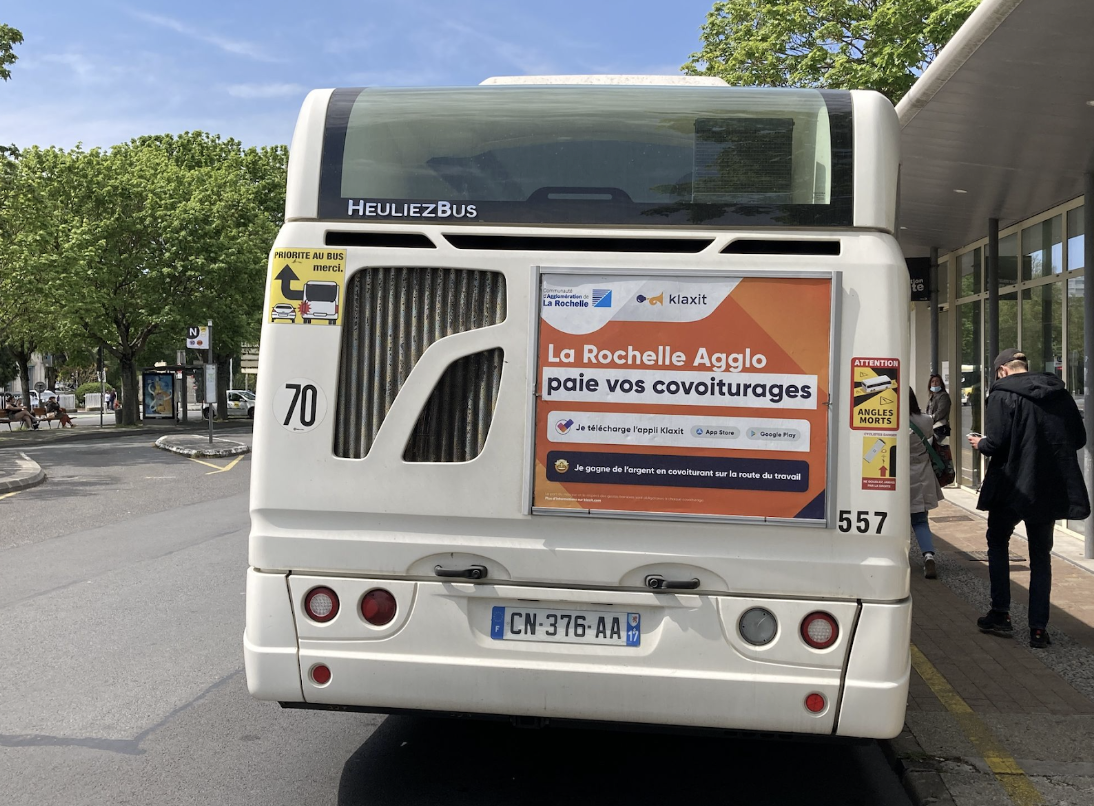 HEULIEZBUS
PRIORITE AU BUS
merci.
Communauté
d'Agglomération de
La Rochelle
klaxit
La Rochelle Agglo
paie vos covoiturages
Je télécharge l'appli Klaxit
App Store
Google Play
Je gagne de l'argent en covoiturant sur la route du travail
70
ATTENTION
ANGLES
MORTS
557
N
F
CN-376-AA
17